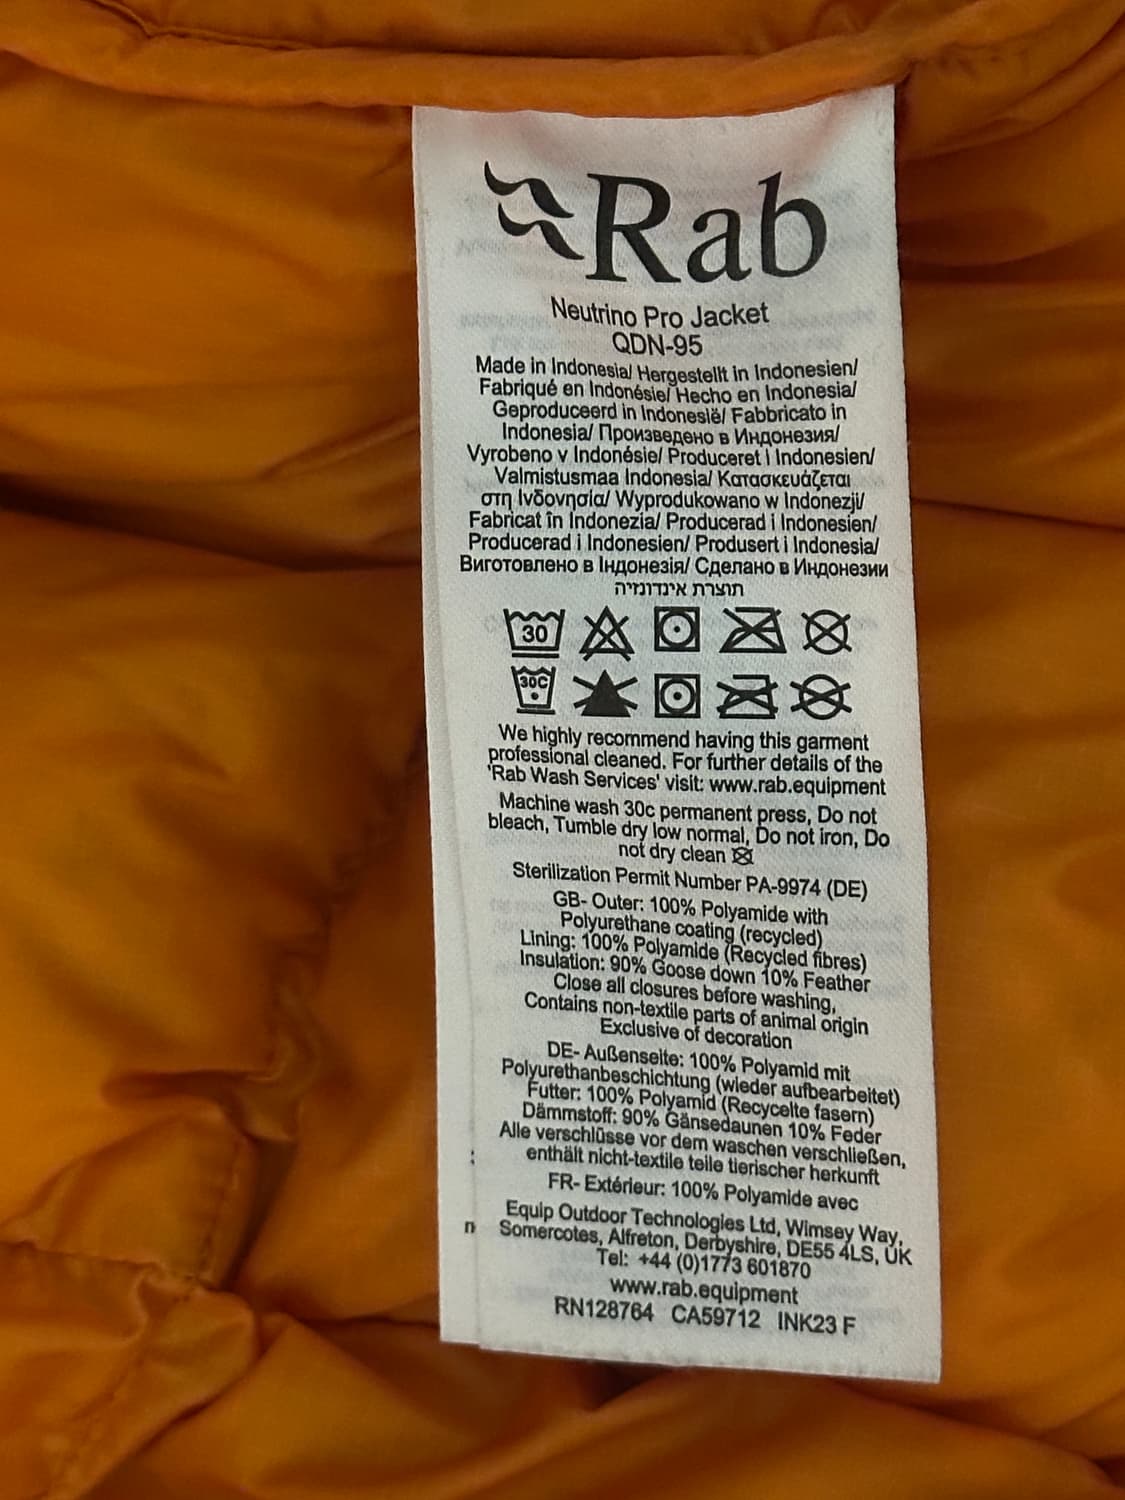 Rab
Neutrino Pro Jacket
QDN-95
Made in Indonesia/ Hergestellt in Indonesien/
Fabriqué en Indonésie/ Hecho en Indonesia/
Geproduceerd in Indonesië/ Fabbricato in
Indonesia/ Произведено в Индонезия/
Vyrobeno v Indonésie/ Produceret i Indonesien/
Valmistusmaa Indonesia/ Κατασκευάζεται
στη Ινδονησία/ Wyprodukowano w Indonezji/
Fabricat în Indonezia/ Producerad i Indonesien/
Producerad i Indonesien/ Produsert i Indonesia/
Виготовлено в Індонезія/ Сделано в Индонезии
תוצרת אינדונזיה
30
30C
We highly recommend having this garment
professional cleaned. For further details of the
'Rab Wash Services' visit: www.rab.equipment
Machine wash 30c permanent press, Do not
bleach, Tumble dry low normal, Do not iron, Do
not dry clean
Sterilization Permit Number PA-9974 (DE)
GB- Outer: 100% Polyamide with
Polyurethane coating (recycled)
Lining: 100% Polyamide (Recycled fibres)
Insulation: 90% Goose down 10% Feather
Close all closures before washing,
Contains non-textile parts of animal origin
Exclusive of decoration
DE- Außenseite: 100% Polyamid mit
Polyurethanbeschichtung (wieder aufbearbeitet)
Futter: 100% Polyamid (Recycelte fasern)
Dämmstoff: 90% Gänsedaunen 10% Feder
Alle verschlüsse vor dem waschen verschließen,
enthält nicht-textile teile tierischer herkunft
FR- Extérieur: 100% Polyamide avec
Equip Outdoor Technologies Ltd, Wimsey Way,
Somercotes, Alfreton, Derbyshire, DE55 4LS, UK
Tel: +44 (0)1773 601870
www.rab.equipment
RN128764 CA59712 INK23 F